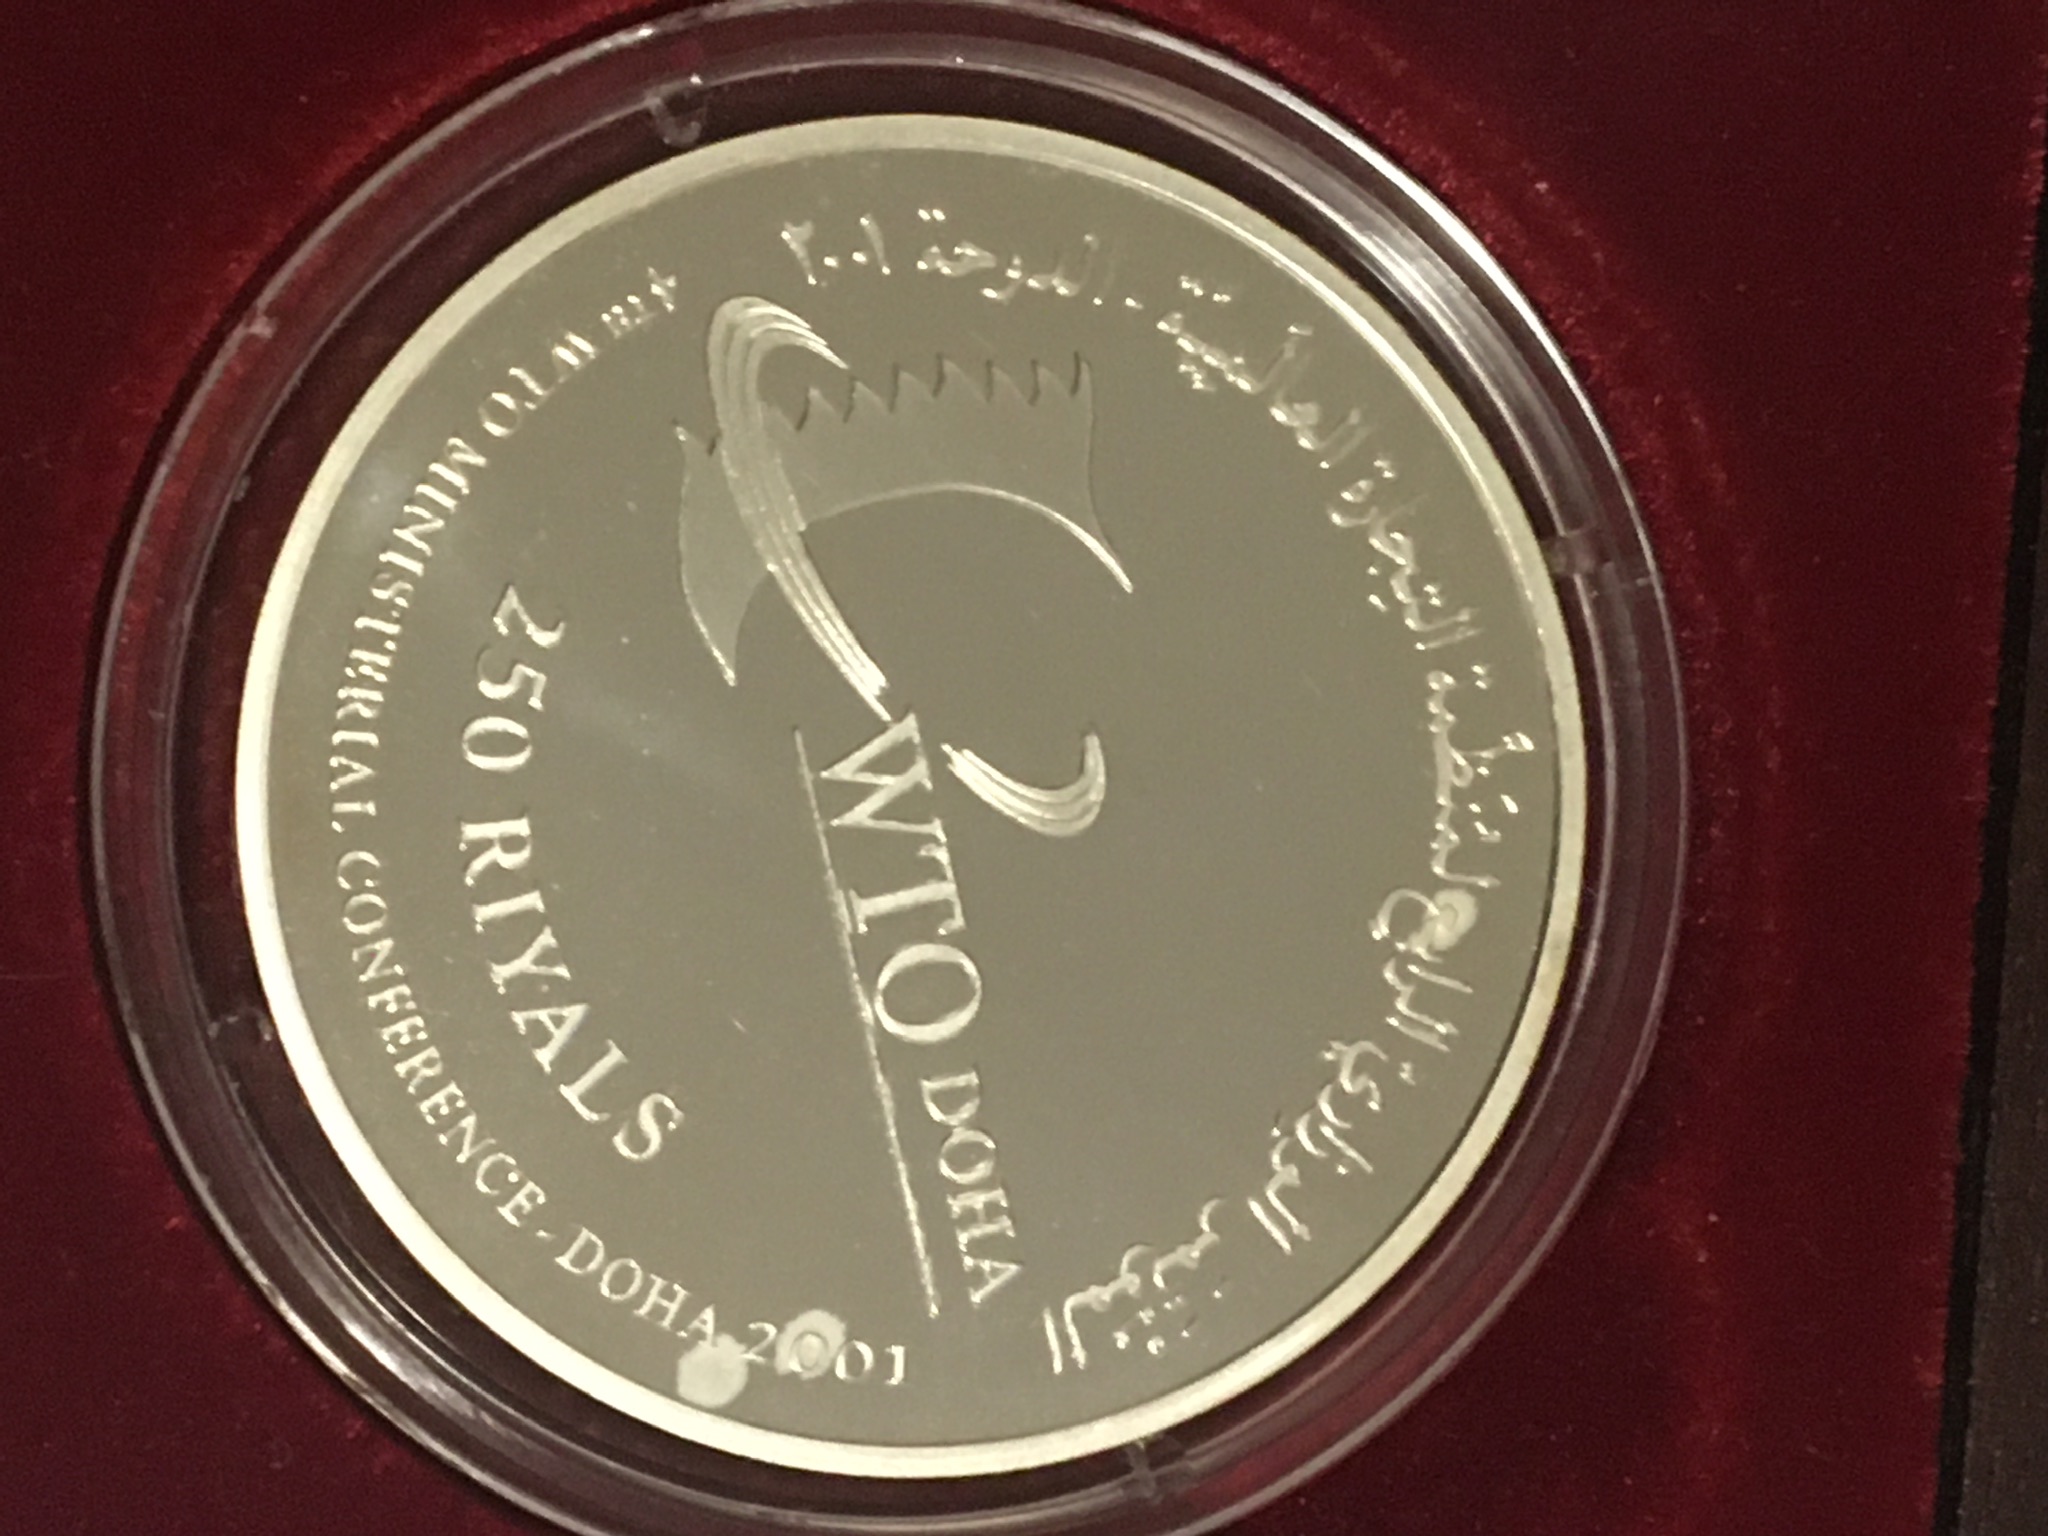 المؤتمر الوزاري الرابع لمنظمة التجارة العالمية - الدوحة ٢٠٠١
WTO DOHA
250 RIYALS
4TH WTO MINISTERIAL CONFERENCE - DOHA 2001